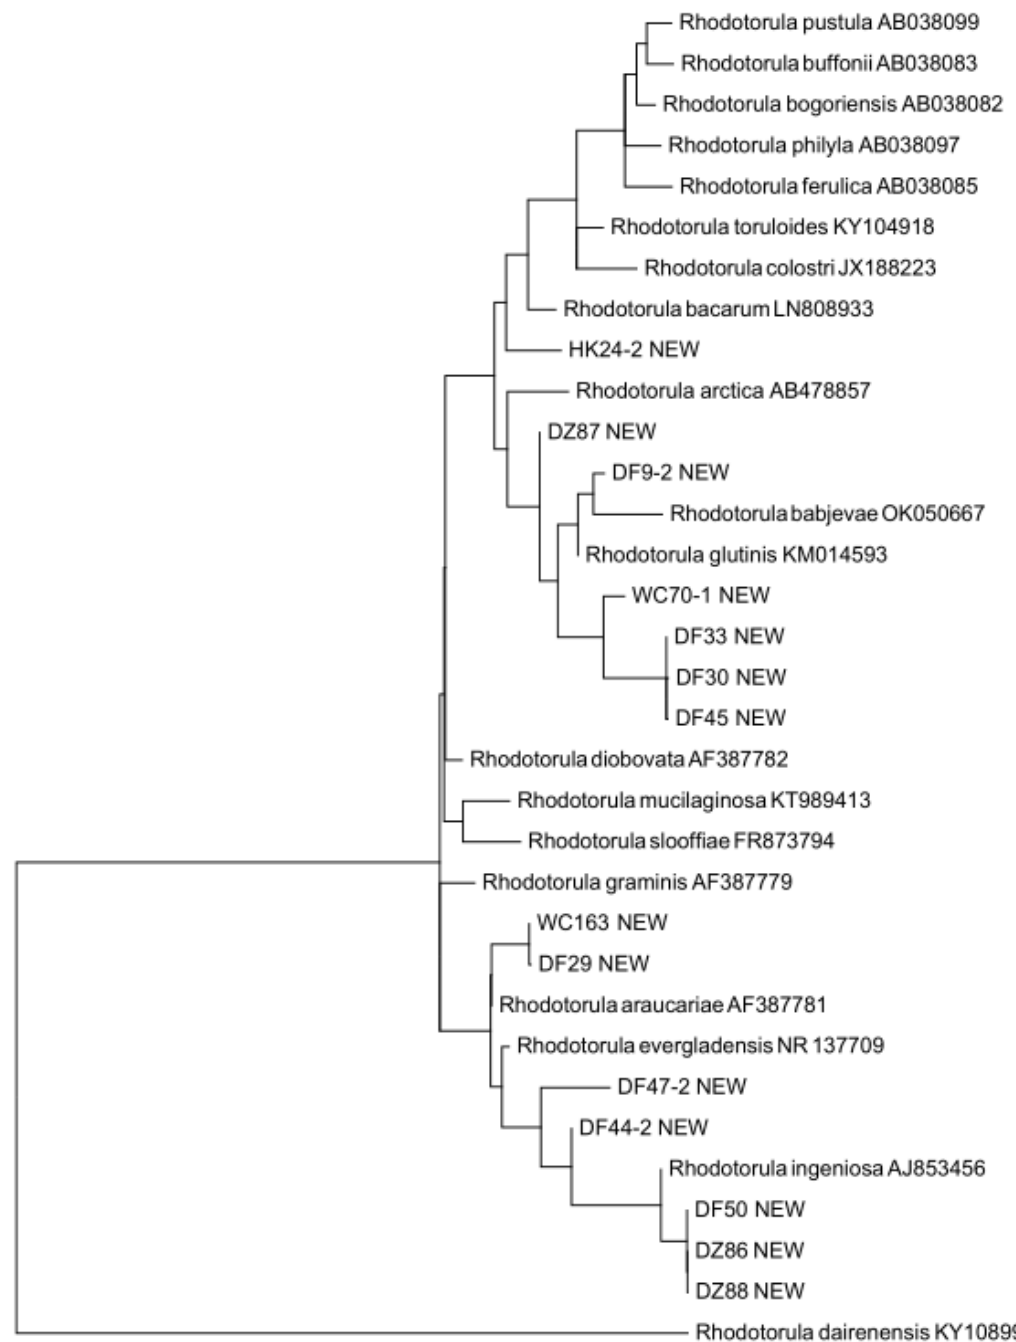 Rhodotorula pustula AB038099
Rhodotorula buffonii AB038083
Rhodotorula bogoriensis AB038082
Rhodotorula philyla AB038097
Rhodotorula ferulica AB038085
Rhodotorula toruloides KY104918
Rhodotorula colostri JX188223
Rhodotorula bacarum LN808933
HK24-2 NEW
Rhodotorula arctica AB478857
DZ87 NEW
DF9-2 NEW
Rhodotorula babjevae OK050667
Rhodotorula glutinis KM014593
WC70-1 NEW
DF33 NEW
DF30 NEW
DF45 NEW
Rhodotorula diobovata AF387782
Rhodotorula mucilaginosa KT989413
Rhodotorula slooffiae FR873794
Rhodotorula graminis AF387779
WC163 NEW
DF29 NEW
Rhodotorula araucariae AF387781
Rhodotorula evergladensis NR 137709
DF47-2 NEW
DF44-2 NEW
Rhodotorula ingeniosa AJ853456
DF50 NEW
DZ86 NEW
DZ88 NEW
Rhodotorula dairenensis